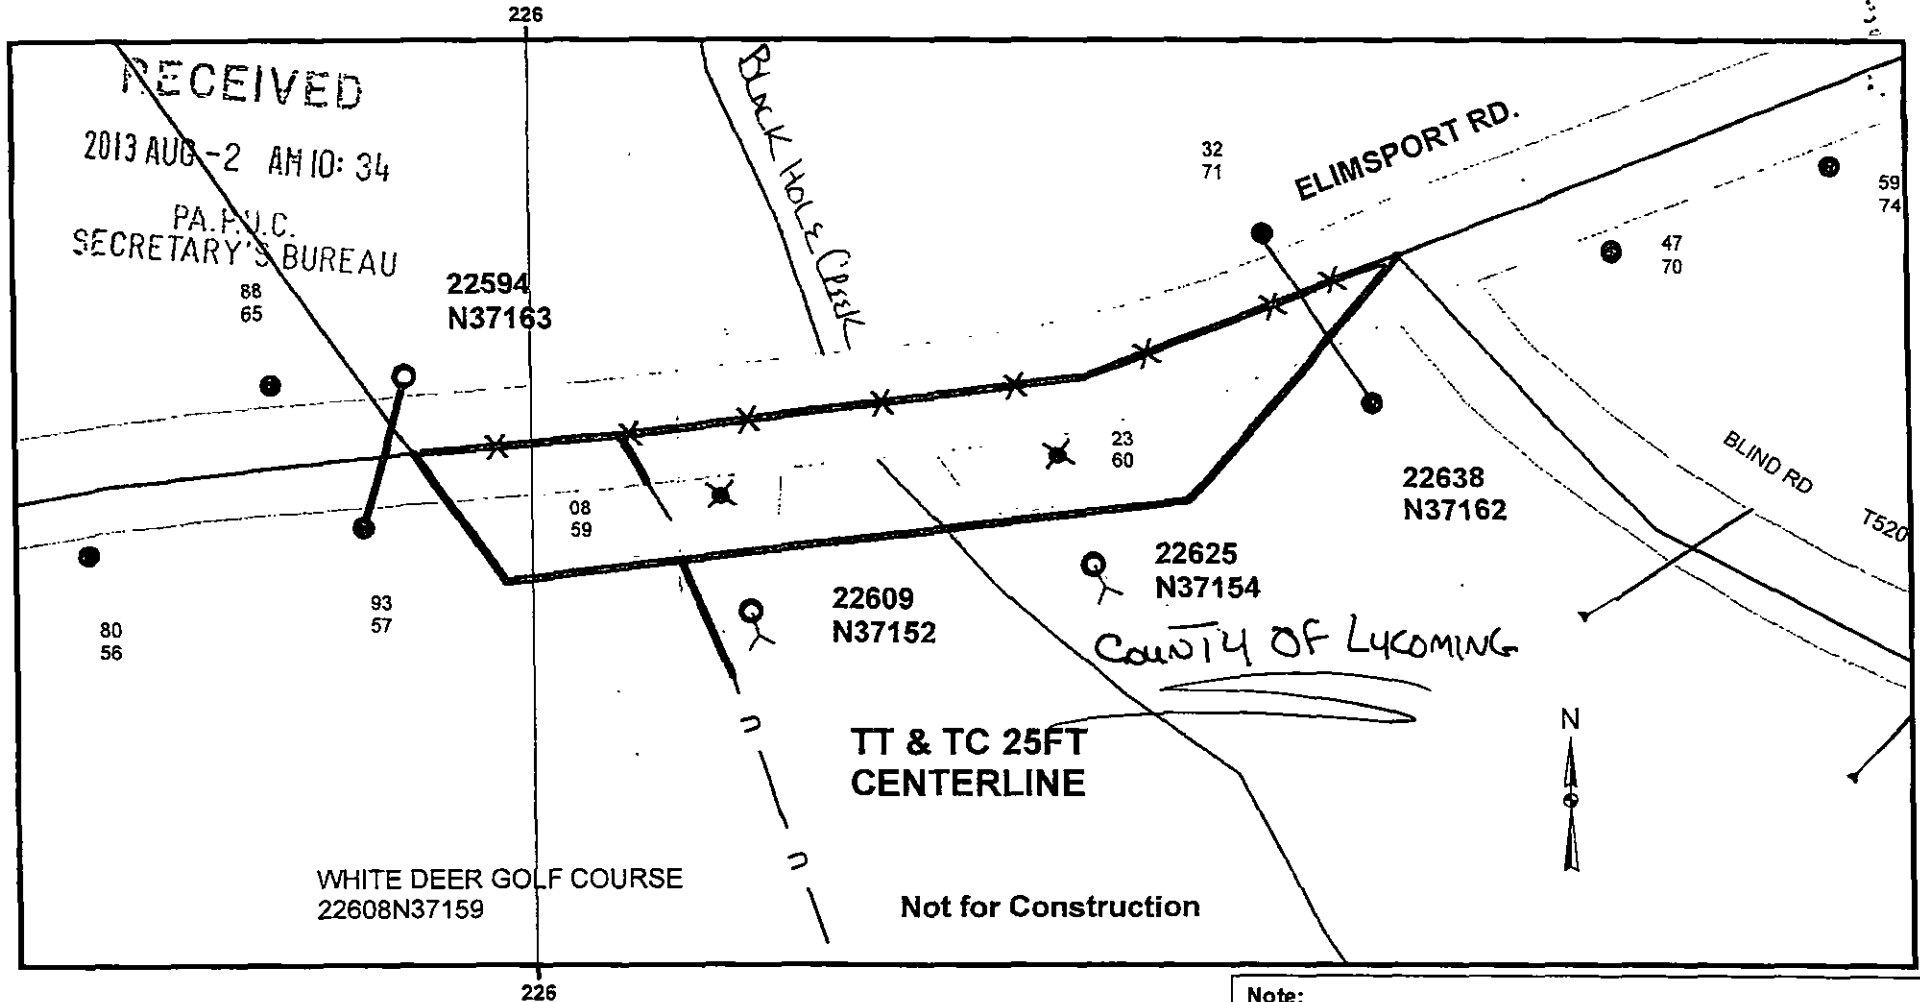 226
RECEIVED
2013 AUG -2 AM 10: 34
PA.P.U.C.
SECRETARY'S BUREAU
BLACK HOLE CREEK
ELIMSPORT RD.
32
71
59
74
47
70
88
65
22594
N37163
23
60
08
59
22638
N37162
BLIND RD
T520
22625
N37154
22609
N37152
93
57
80
56
COUNTY OF LYCOMING
TT & TC 25FT
CENTERLINE
N
WHITE DEER GOLF COURSE
22608N37159
Not for Construction
226
Note: